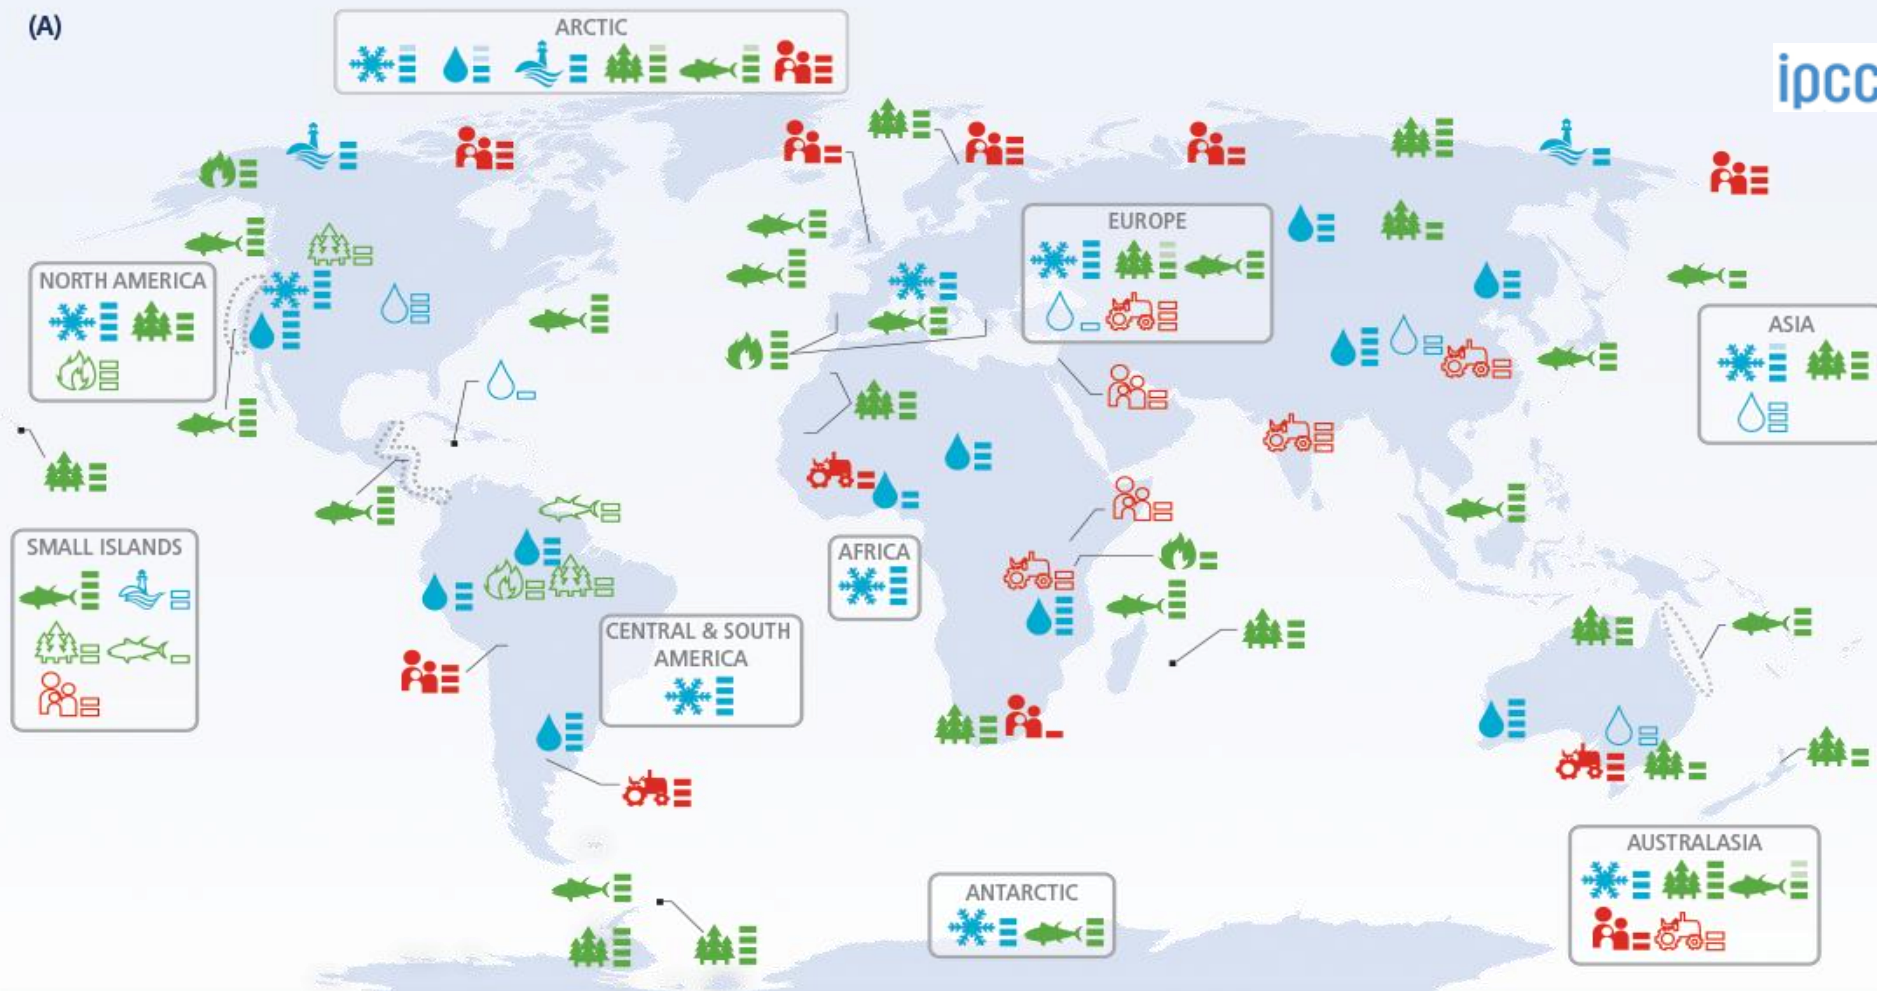 (A)
ARCTIC
ipcc
EUROPE
NORTH AMERICA
ASIA
SMALL ISLANDS
AFRICA
CENTRAL & SOUTH
AMERICA
AUSTRALASIA
ANTARCTIC